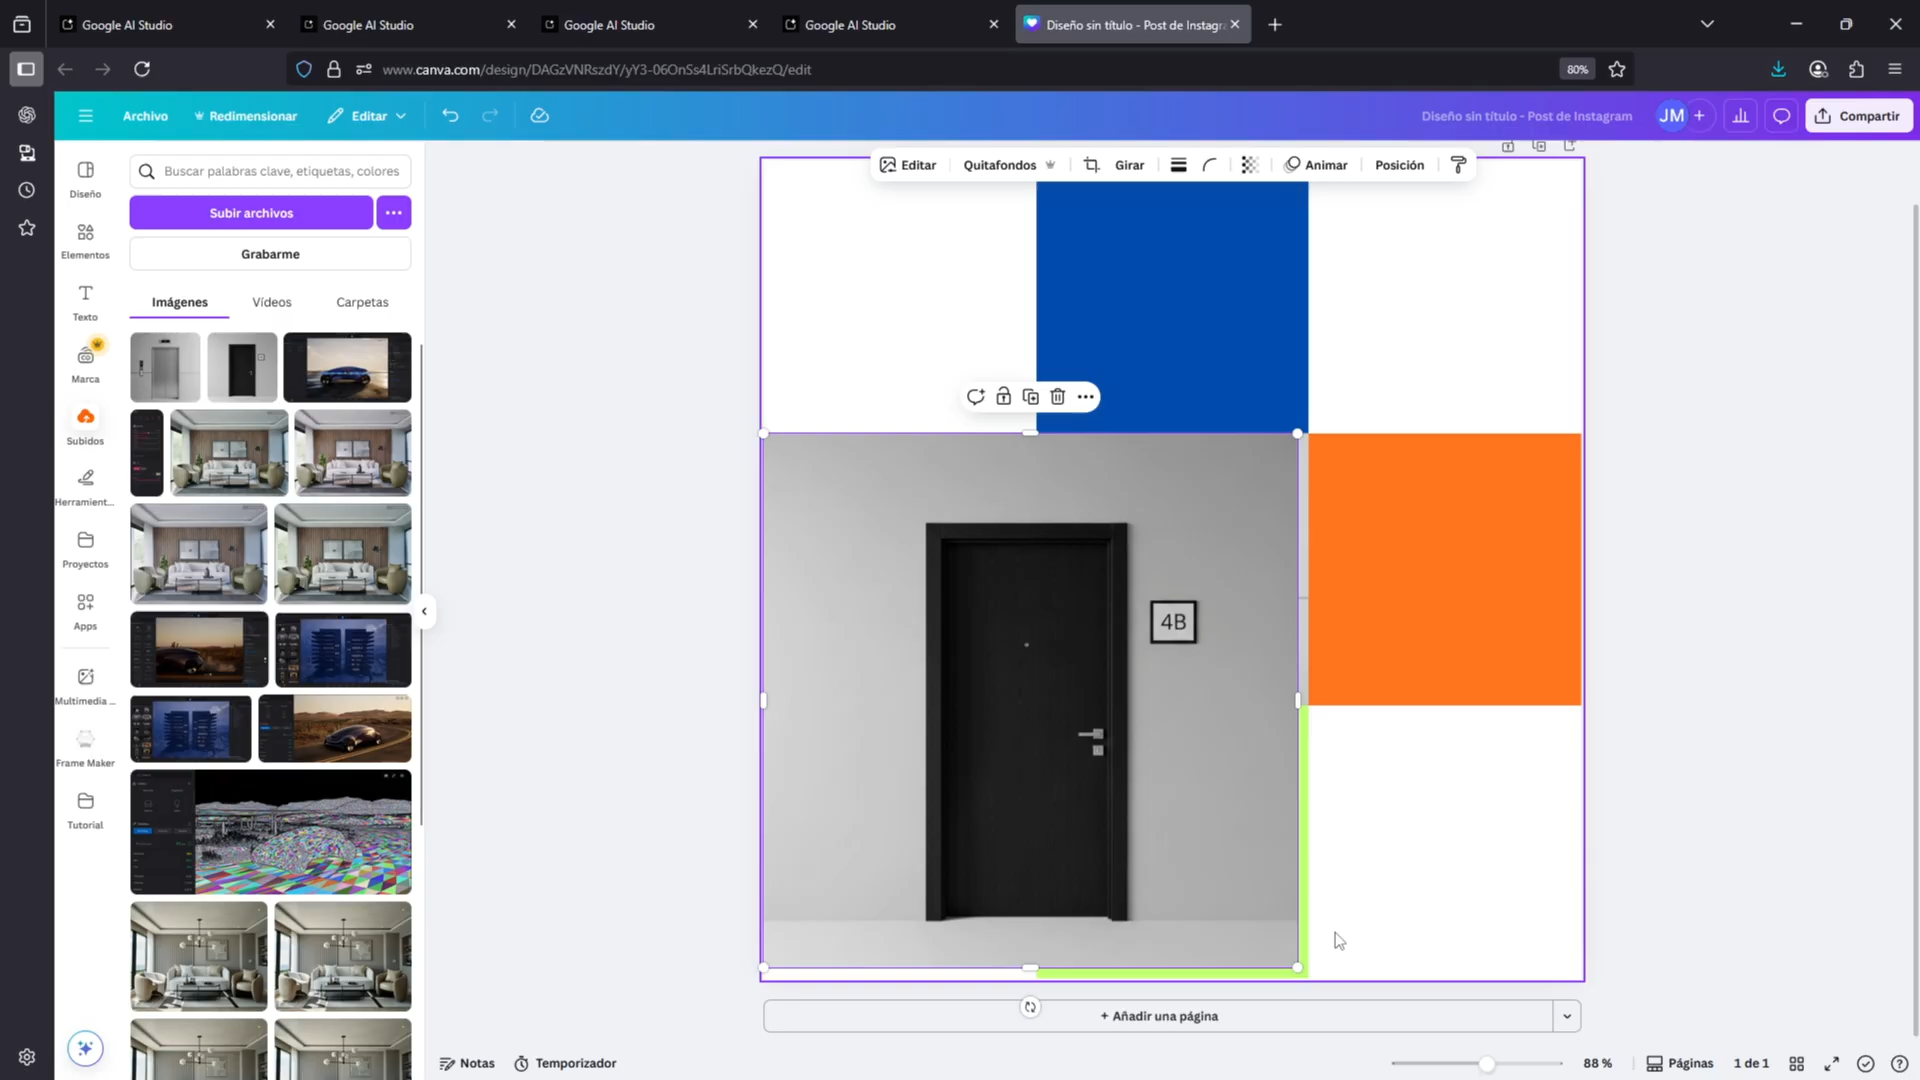 Google AI Studio
Google AI Studio
Google AI Studio
Google AI Studio
Diseño sin título - Post de Instagr
www.canva.com/design/DAGzVNRszdY/yY3-06OnSs4LriSrbQkezQ/edit
80%
Archivo
Redimensionar
Editar
Diseño sin título - Post de Instagram
JM
Compartir
Diseño
Elementos
Texto
Marca
Subidos
Herramient...
Proyectos
Apps
Multimedia ...
Frame Maker
Tutorial
Buscar palabras clave, etiquetas, colores
Subir archivos
Grabarme
Imágenes
Vídeos
Carpetas
Editar
Quitafondos
Girar
Animar
Posición
4B
+ Añadir una página
Notas
Temporizador
88 %
Páginas
1 de 1